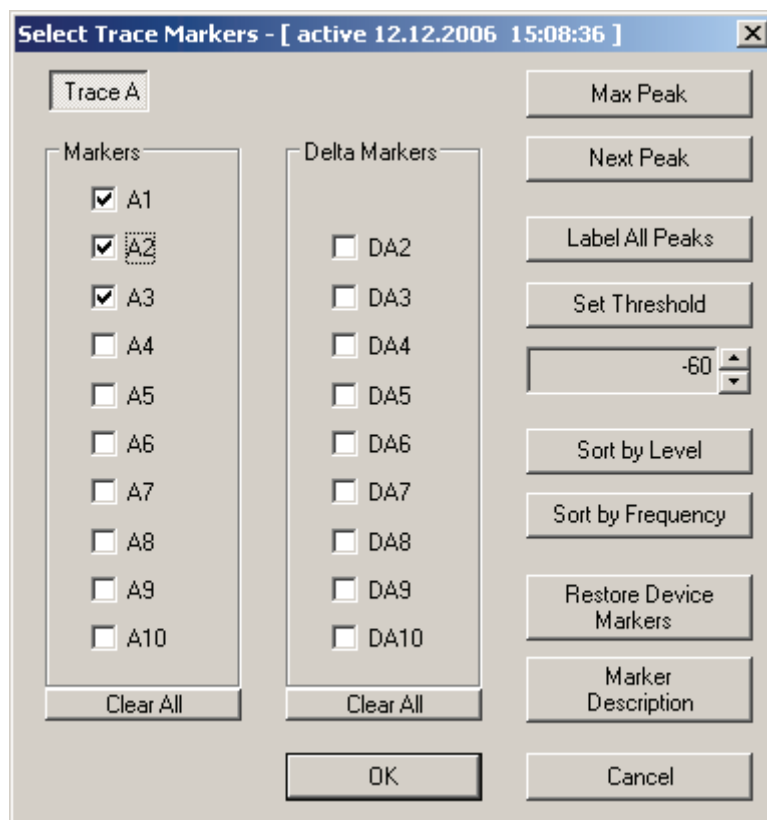 Select Trace Markers - [ active 12.12.2006  15:08:36 ]
Trace A
Markers
A1
A2
A3
A4
A5
A6
A7
A8
A9
A10
Clear All
Delta Markers
DA2
DA3
DA4
DA5
DA6
DA7
DA8
DA9
DA10
Clear All
Max Peak
Next Peak
Label All Peaks
Set Threshold
-60
Sort by Level
Sort by Frequency
Restore Device
Markers
Marker
Description
OK
Cancel